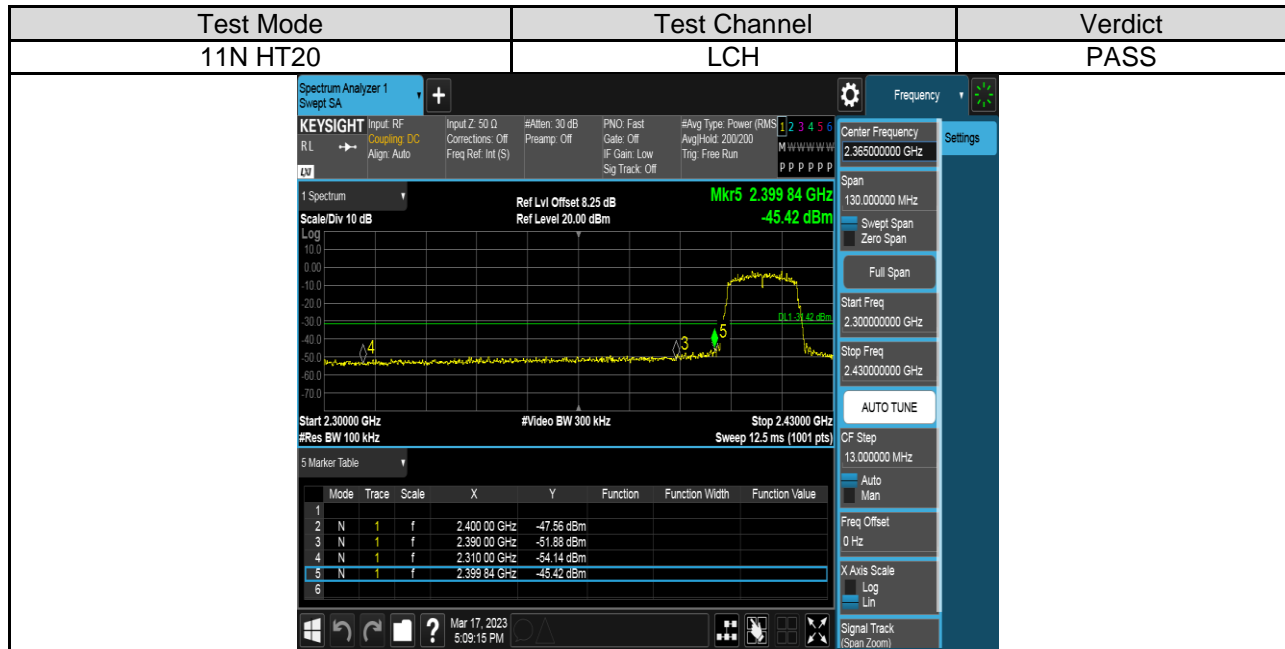 Test Mode Test Channel Verdict
11N HT20 LCH PASS
Spectrum Analyzer 1
Swept SA
+
Frequency
KEYSIGHT Input: RF Input Z: 50 Ω #Atten: 30 dB PNO: Fast #Avg Type: Power (RMS 1 2 3 4 5 6
RL Coupling: DC Corrections: Off Preamp: Off Gate: Off Avg|Hold: 200/200 M W W W W W
Align: Auto Freq Ref: Int (S) IF Gain: Low Trig: Free Run
LXI Sig Track: Off P P P P P P
Center Frequency
2.365000000 GHz
Settings
1 Spectrum
Ref Lvl Offset 8.25 dB Mkr5 2.399 84 GHz
Scale/Div 10 dB Ref Level 20.00 dBm -45.42 dBm
Log
10.0
0.00
-10.0
-20.0
-30.0
-40.0
-50.0
-60.0
-70.0
DL1 -31.42 dBm
4
3
5
Start 2.30000 GHz #Video BW 300 kHz Stop 2.43000 GHz
#Res BW 100 kHz Sweep 12.5 ms (1001 pts)
Span
130.000000 MHz
Swept Span
Zero Span
Full Span
Start Freq
2.300000000 GHz
Stop Freq
2.430000000 GHz
AUTO TUNE
CF Step
13.000000 MHz
Auto
Man
Freq Offset
0 Hz
X Axis Scale
Log
Lin
Signal Track
(Span Zoom)
5 Marker Table
Mode Trace Scale X Y Function Function Width Function Value
1
2 N 1 f 2.400 00 GHz -47.56 dBm
3 N 1 f 2.390 00 GHz -51.88 dBm
4 N 1 f 2.310 00 GHz -54.14 dBm
5 N 1 f 2.399 84 GHz -45.42 dBm
6
? Mar 17, 2023
5:09:15 PM